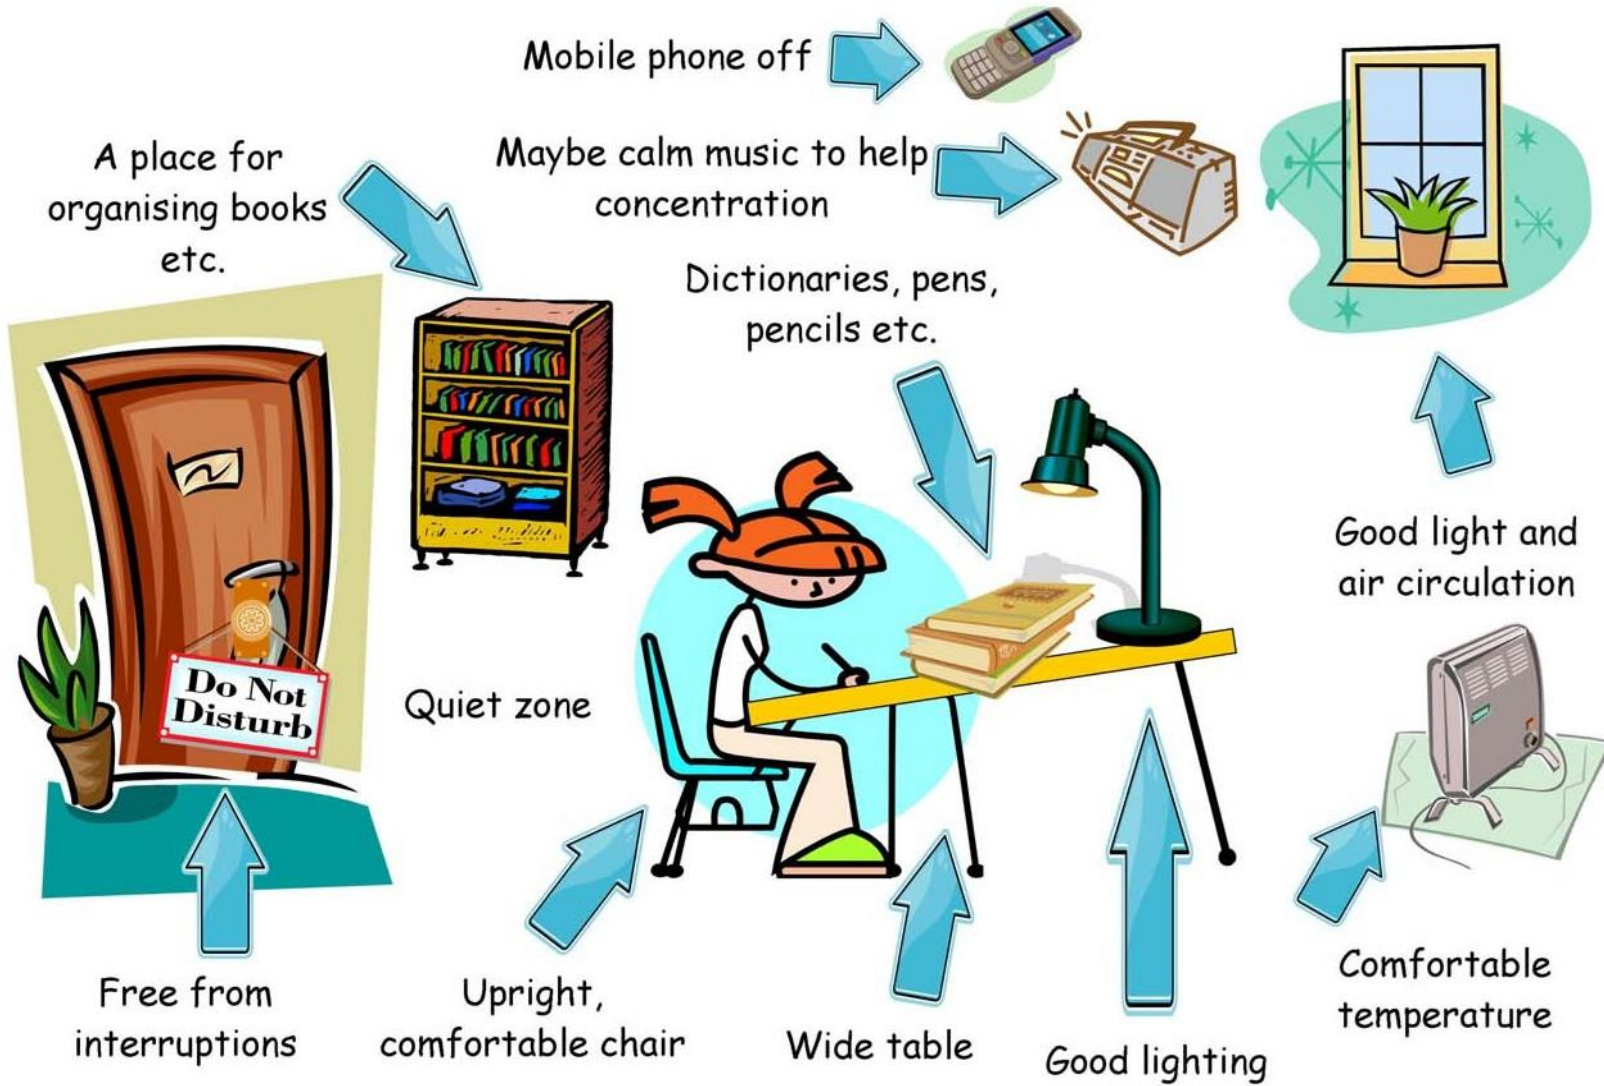 Mobile phone off
A place for
organising books
etc.
Maybe calm music to help
concentration
Dictionaries, pens,
pencils etc.
Good light and
air circulation
Do Not
Disturb
Quiet zone
Free from
interruptions
Upright,
comfortable chair
Wide table
Good lighting
Comfortable
temperature